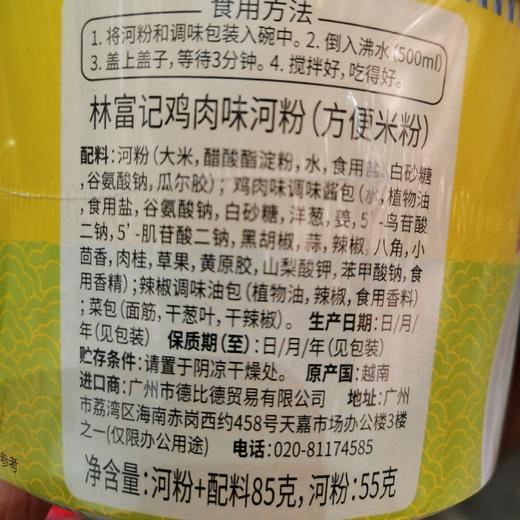 食用方法
1. 将河粉和调味包装入碗中。2. 倒入沸水(500ml)
3. 盖上盖子,等待3分钟。4. 搅拌好,吃得好。
林富记鸡肉味河粉(方便米粉)
配料:河粉(大米,醋酸酯淀粉,水,食用盐,白砂糖
,谷氨酸钠,瓜尔胶);鸡肉味调味酱包(水,植物油
,食用盐,谷氨酸钠,白砂糖,洋葱,姜,5'-鸟苷酸
二钠,5'-肌苷酸二钠,黑胡椒,蒜,辣椒,八角,小
茴香,肉桂,草果,黄原胶,山梨酸钾,苯甲酸钠,食
用香精);辣椒调味油包(植物油,辣椒,食用香料)
;菜包(面筋,干葱叶,干辣椒)。生产日期:日/月/
年(见包装) 保质期(至):日/月/年(见包装)
贮存条件:请置于阴凉干燥处。 原产国:越南
进口商:广州市德比德贸易有限公司 地址:广州
市荔湾区海南赤岗西约458号天嘉市场办公楼3楼
之一(仅限办公用途) 电话:020-81174585
净含量:河粉+配料85克,河粉:55克
参考